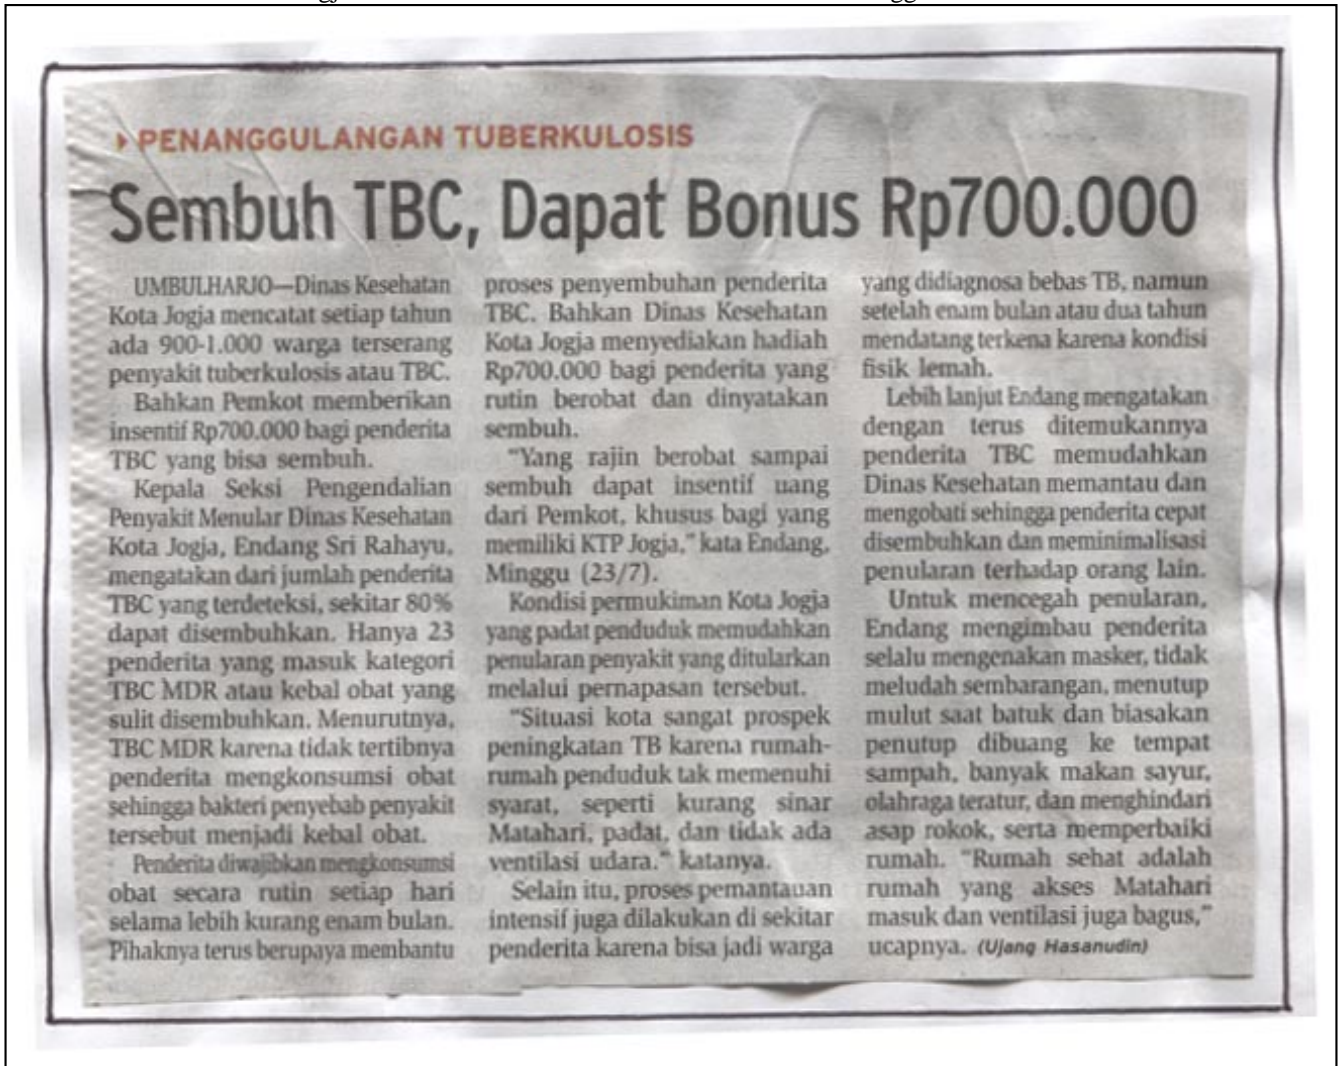 PENANGGULANGAN TUBERKULOSIS
Sembuh TBC, Dapat Bonus Rp700.000
UMBULHARJO—Dinas Kesehatan
Kota Jogja mencatat setiap tahun
ada 900-1.000 warga terserang
penyakit tuberkulosis atau TBC.
Bahkan Pemkot memberikan
insentif Rp700.000 bagi penderita
TBC yang bisa sembuh.
Kepala Seksi Pengendalian
Penyakit Menular Dinas Kesehatan
Kota Jogja, Endang Sri Rahayu,
mengatakan dari jumlah penderita
TBC yang terdeteksi, sekitar 80%
dapat disembuhkan. Hanya 23
penderita yang masuk kategori
TBC MDR atau kebal obat yang
sulit disembuhkan. Menurutnya,
TBC MDR karena tidak tertibnya
penderita mengkonsumsi obat
sehingga bakteri penyebab penyakit
tersebut menjadi kebal obat.
Penderita diwajibkan mengkonsumsi
obat secara rutin setiap hari
selama lebih kurang enam bulan.
Pihaknya terus berupaya membantu
proses penyembuhan penderita
TBC. Bahkan Dinas Kesehatan
Kota Jogja menyediakan hadiah
Rp700.000 bagi penderita yang
rutin berobat dan dinyatakan
sembuh.
"Yang rajin berobat sampai
sembuh dapat insentif uang
dari Pemkot, khusus bagi yang
memiliki KTP Jogja," kata Endang,
Minggu (23/7).
Kondisi permukiman Kota Jogja
yang padat penduduk memudahkan
penularan penyakit yang ditularkan
melalui pernapasan tersebut.
"Situasi kota sangat prospek
peningkatan TB karena rumah-
rumah penduduk tak memenuhi
syarat, seperti kurang sinar
Matahari, padat, dan tidak ada
ventilasi udara." katanya.
Selain itu, proses pemantauan
intensif juga dilakukan di sekitar
penderita karena bisa jadi warga
yang didiagnosa bebas TB, namun
setelah enam bulan atau dua tahun
mendatang terkena karena kondisi
fisik lemah.
Lebih lanjut Endang mengatakan
dengan terus ditemukannya
penderita TBC memudahkan
Dinas Kesehatan memantau dan
mengobati sehingga penderita cepat
disembuhkan dan meminimalisasi
penularan terhadap orang lain.
Untuk mencegah penularan,
Endang mengimbau penderita
selalu mengenakan masker, tidak
meludah sembarangan, menutup
mulut saat batuk dan biasakan
penutup dibuang ke tempat
sampah, banyak makan sayur,
olahraga teratur, dan menghindari
asap rokok, serta memperbaiki
rumah. "Rumah sehat adalah
rumah yang akses Matahari
masuk dan ventilasi juga bagus,"
ucapnya. (Ujang Hasanudin)